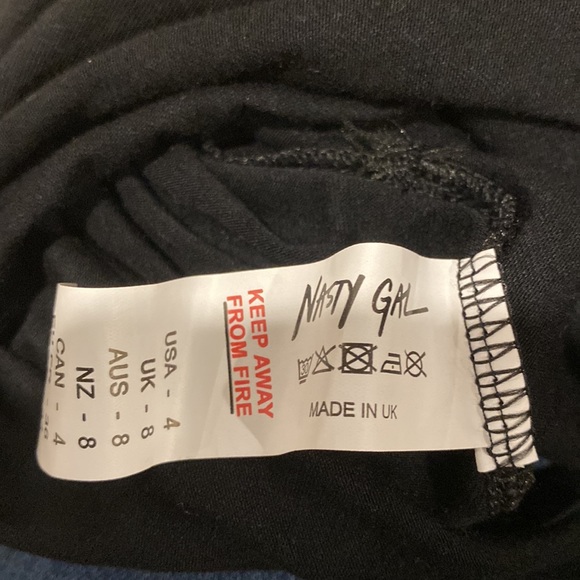 NASTY GAL
MADE IN UK
KEEP AWAY
FROM FIRE
USA - 4
UK - 8
AUS - 8
NZ - 8
CAN - 4